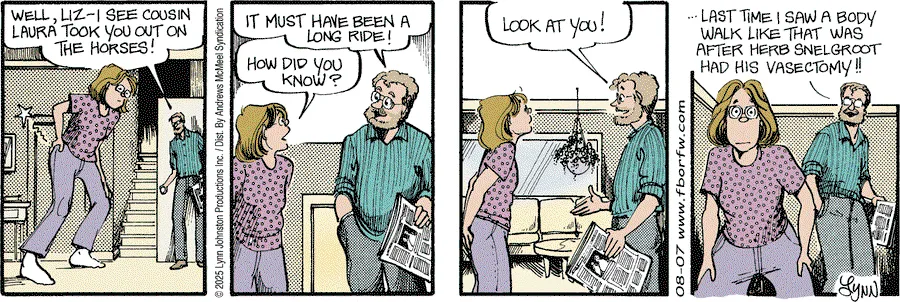 WELL, LIZ-I SEE COUSIN
LAURA TOOK YOU OUT ON
THE HORSES!
© 2025 Lynn Johnston Productions Inc. / Dist. By Andrews McMeel Syndication
IT MUST HAVE BEEN A
LONG RIDE!
HOW DID YOU
KNOW?
LOOK AT YOU!
08-07 www.fborfw.com
...LAST TIME I SAW A BODY
WALK LIKE THAT WAS
AFTER HERB SNELGROOT
HAD HIS VASECTOMY!!
LYNN